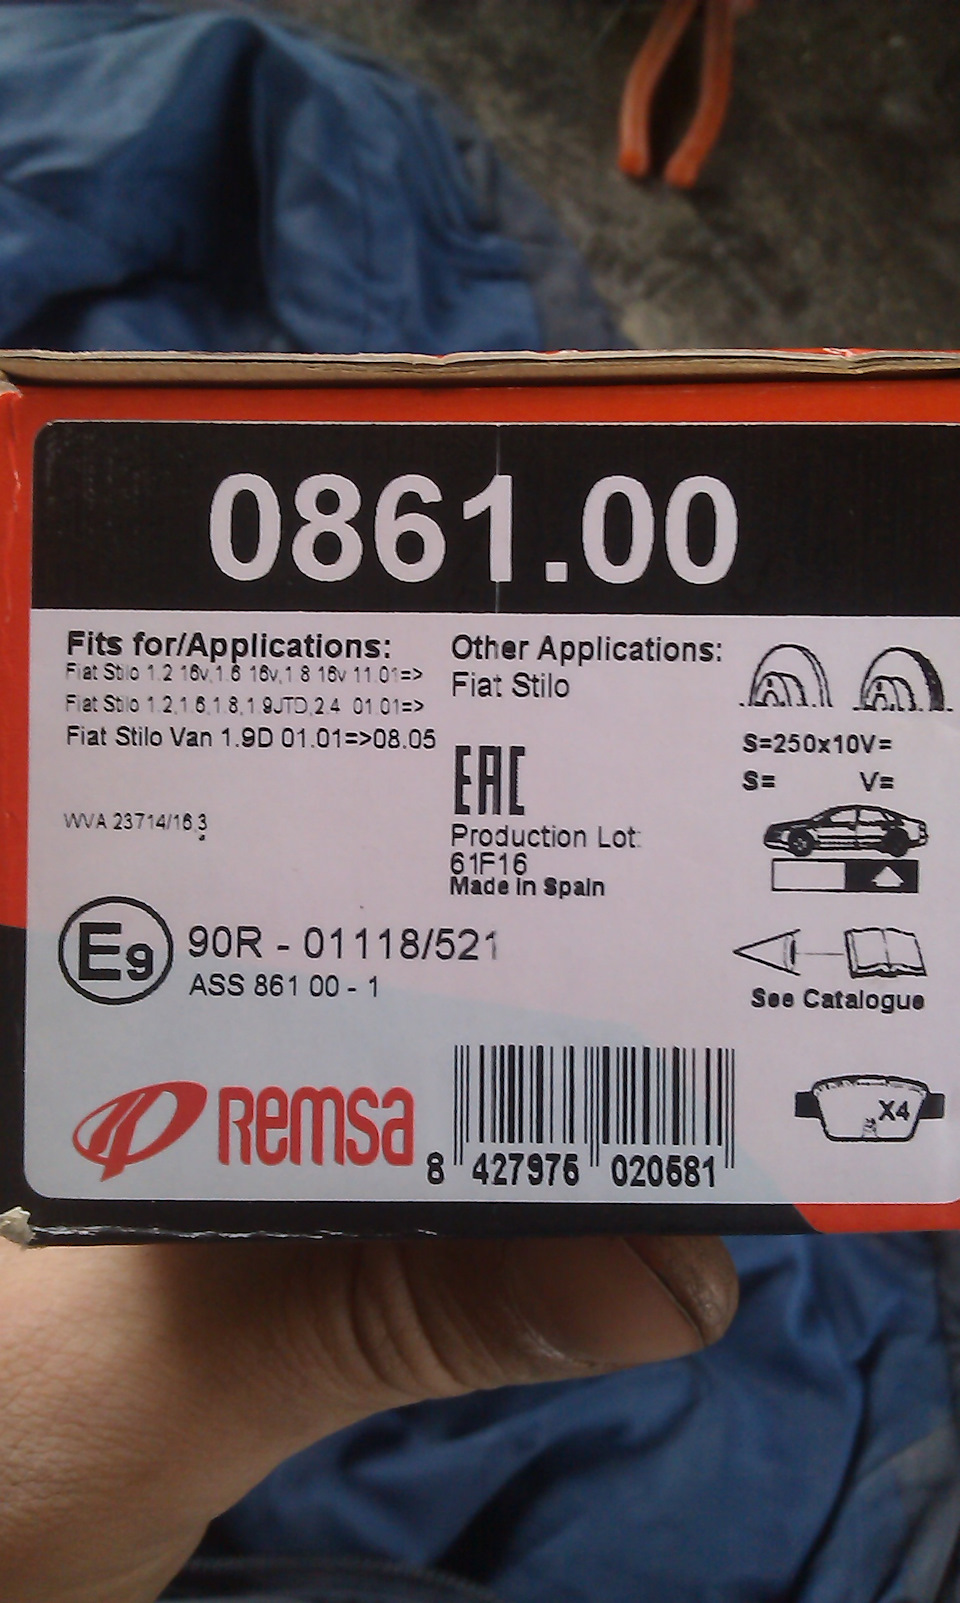 0861.00
Fits for/Applications:
Fiat Stilo 1.2 16v,1.6 16v,1 8 16v 11.01=>
Fiat Stilo 1.2,1.6,1 8,1 9JTD,2 4 01 01=>
Fiat Stilo Van 1.9D 01.01=>08.05
WVA 23714/16,3
Other Applications:
Fiat Stilo
EAC
Production Lot:
61F16
Made in Spain
S=250x10V=
S= V=
E9
90R - 01118/521
ASS 861 00 - 1
See Catalogue
X4
REMSA
8 427975 020581